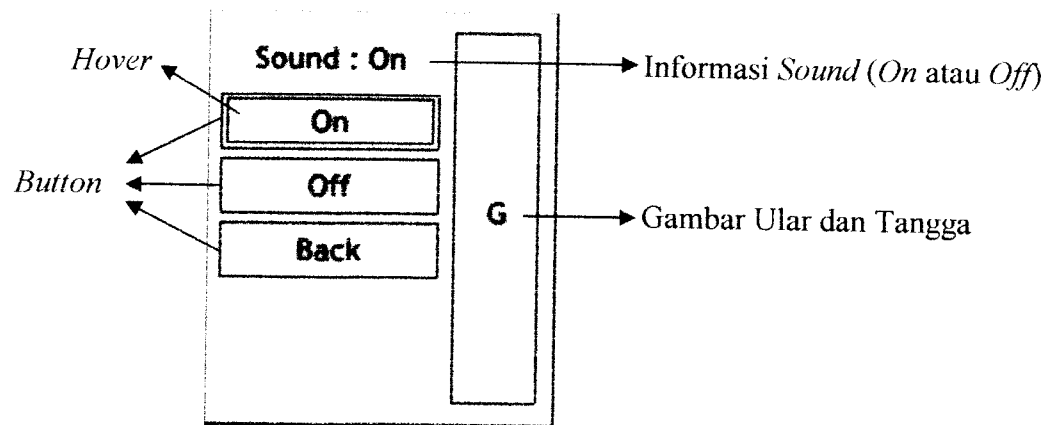 Hover
Sound : On
Informasi Sound (On atau Off)
On
Button
Off
G
Gambar Ular dan Tangga
Back